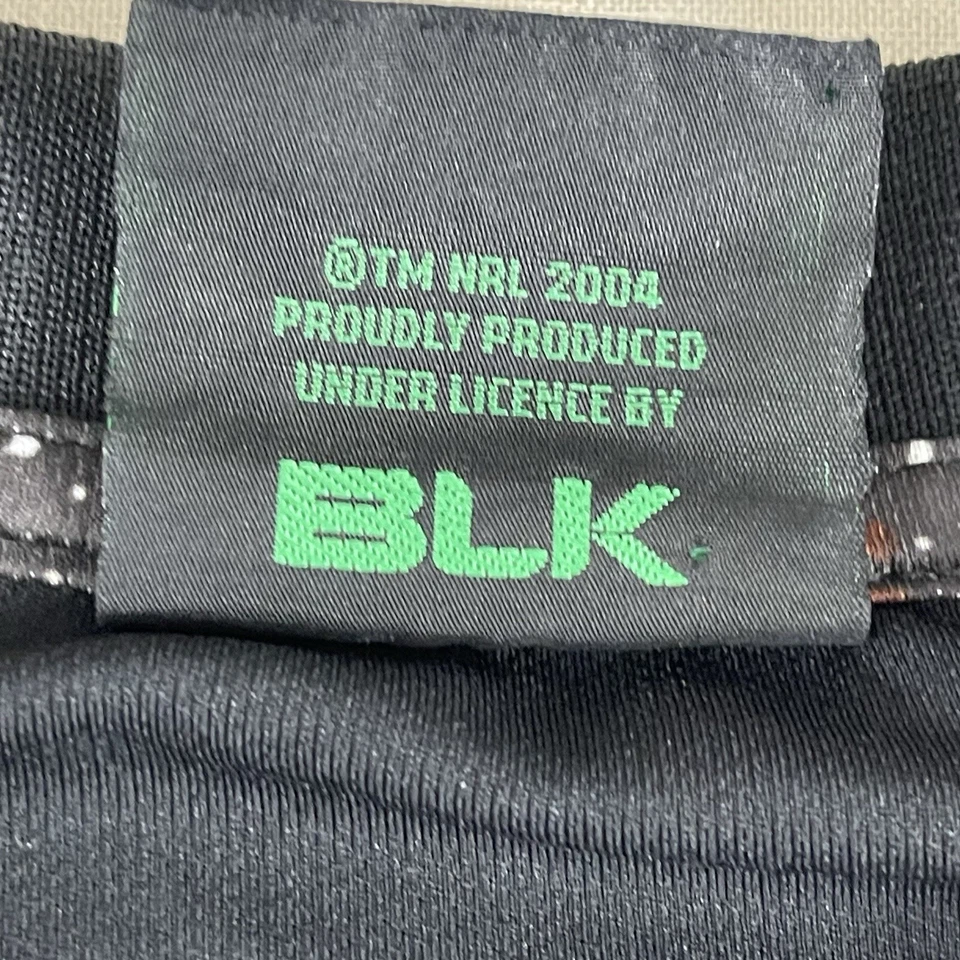 ®TM NRL 2004
PROUDLY PRODUCED
UNDER LICENCE BY
BLK